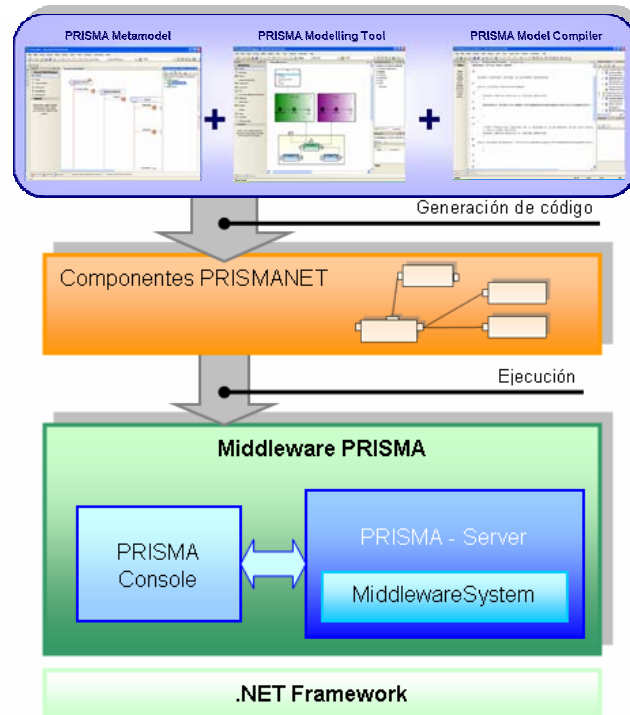 PRISMA Metamodel
PRISMA Modelling Tool
PRISMA Model Compiler
+
+
Generación de código
Componentes PRISMANET
Ejecución
Middleware PRISMA
PRISMA
Console
PRISMA - Server
MiddlewareSystem
.NET Framework